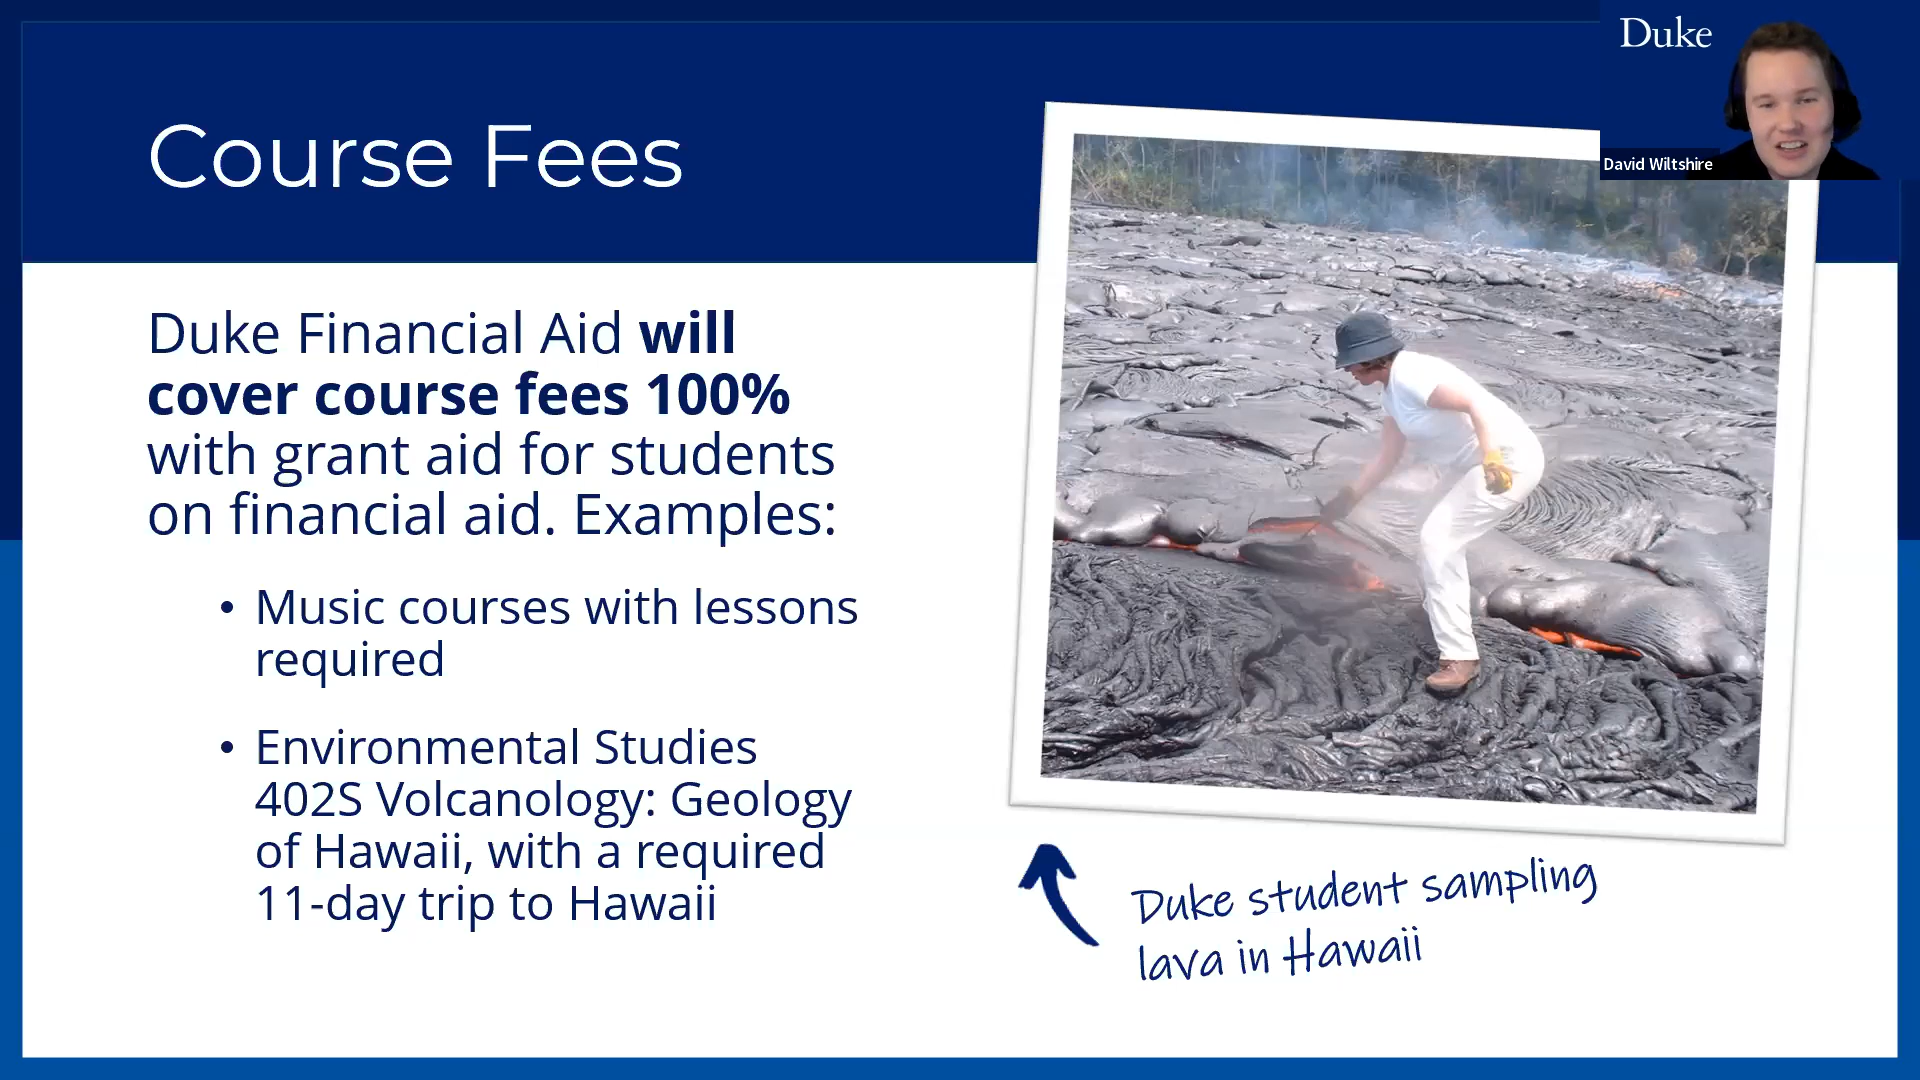 Course Fees
Duke
David Wiltshire
Duke Financial Aid will
cover course fees 100%
with grant aid for students
on financial aid. Examples:
• Music courses with lessons
required
• Environmental Studies
402S Volcanology: Geology
of Hawaii, with a required
11-day trip to Hawaii
Duke student sampling
lava in Hawaii